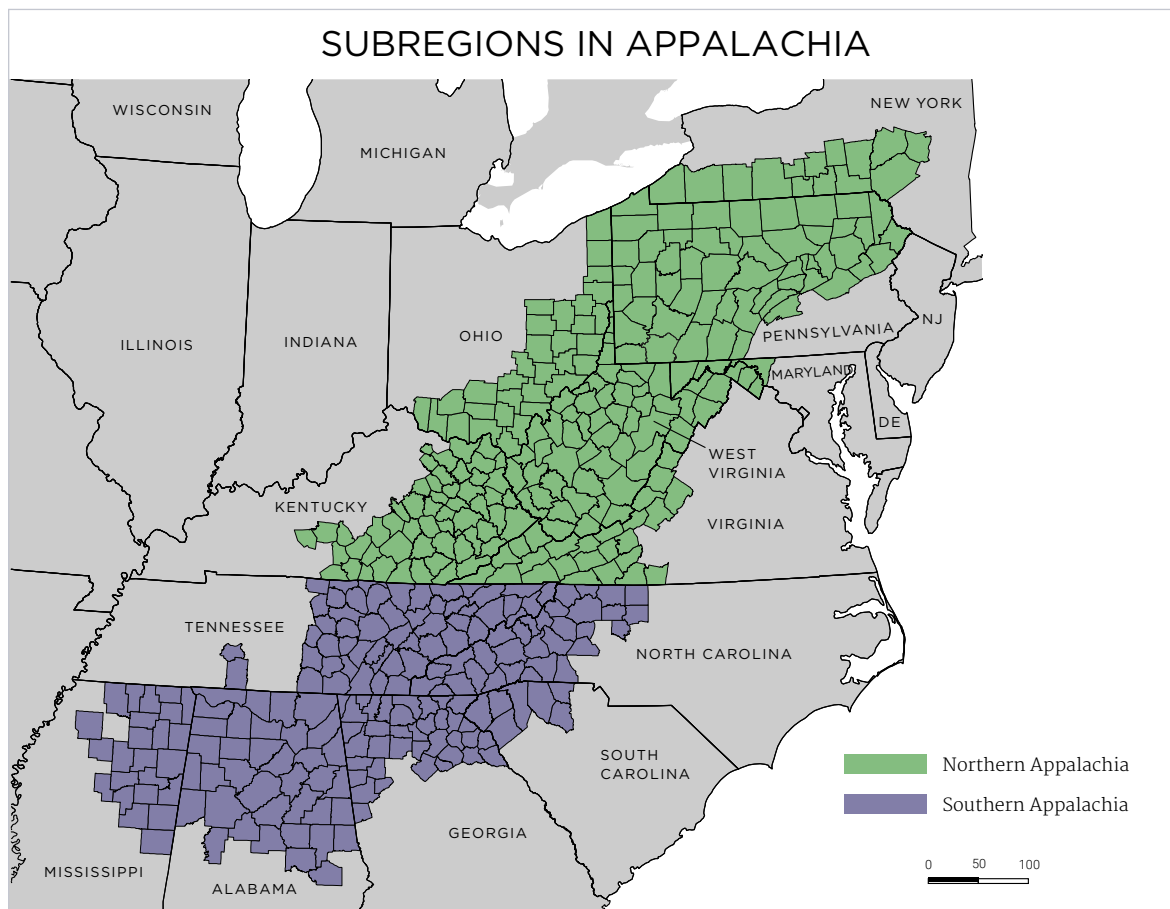 SUBREGIONS IN APPALACHIA
WISCONSIN
NEW YORK
MICHIGAN
ILLINOIS
INDIANA
OHIO
PENNSYLVANIA
NJ
MARYLAND
DE
WEST
VIRGINIA
KENTUCKY
VIRGINIA
TENNESSEE
NORTH CAROLINA
SOUTH
CAROLINA
GEORGIA
MISSISSIPPI
ALABAMA
Northern Appalachia
Southern Appalachia
0 50 100